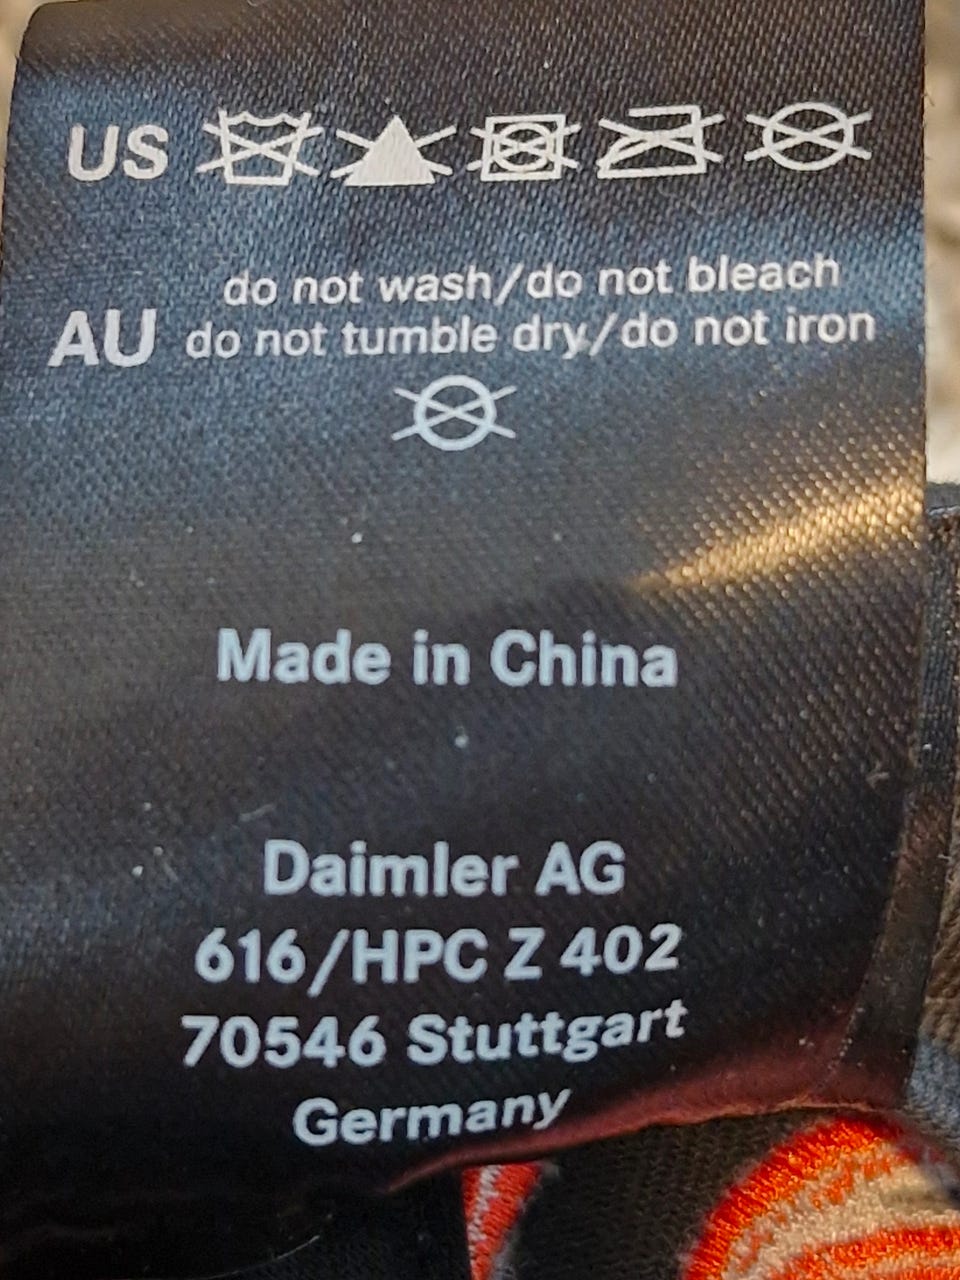 US
do not wash/do not bleach
AU do not tumble dry/do not iron
Made in China
Daimler AG
616/HPC Z 402
70546 Stuttgart
Germany